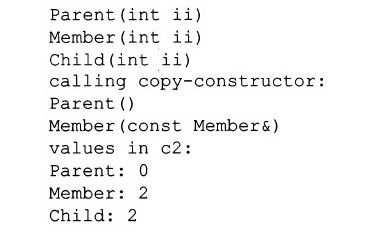 Parent(int ii)
Member(int ii)
Child(int ii)
calling copy-constructor:
Parent()
Member(const Member&)
values in c2:
Parent: 0
Member: 2
Child: 2